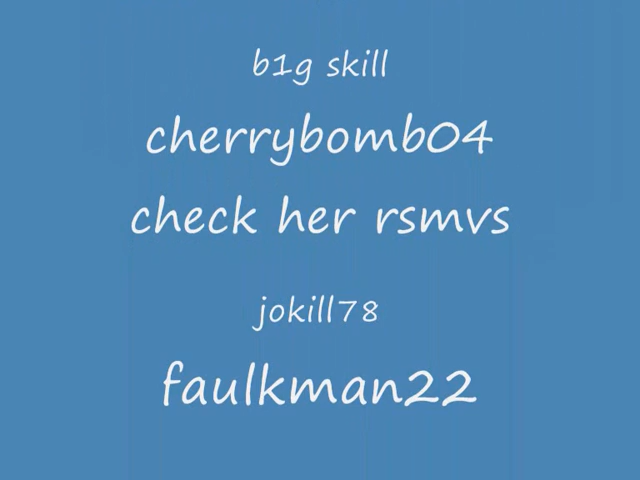 b1g skill
cherrybomb04
check her rsmvs
jokill78
faulkman22